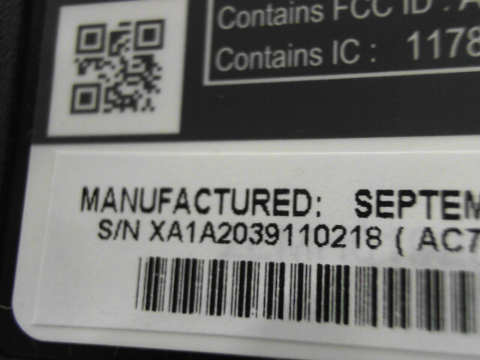 Contains FCC ID : A
Contains IC : 1178
MANUFACTURED: SEPTEM
S/N XA1A2039110218 ( AC7